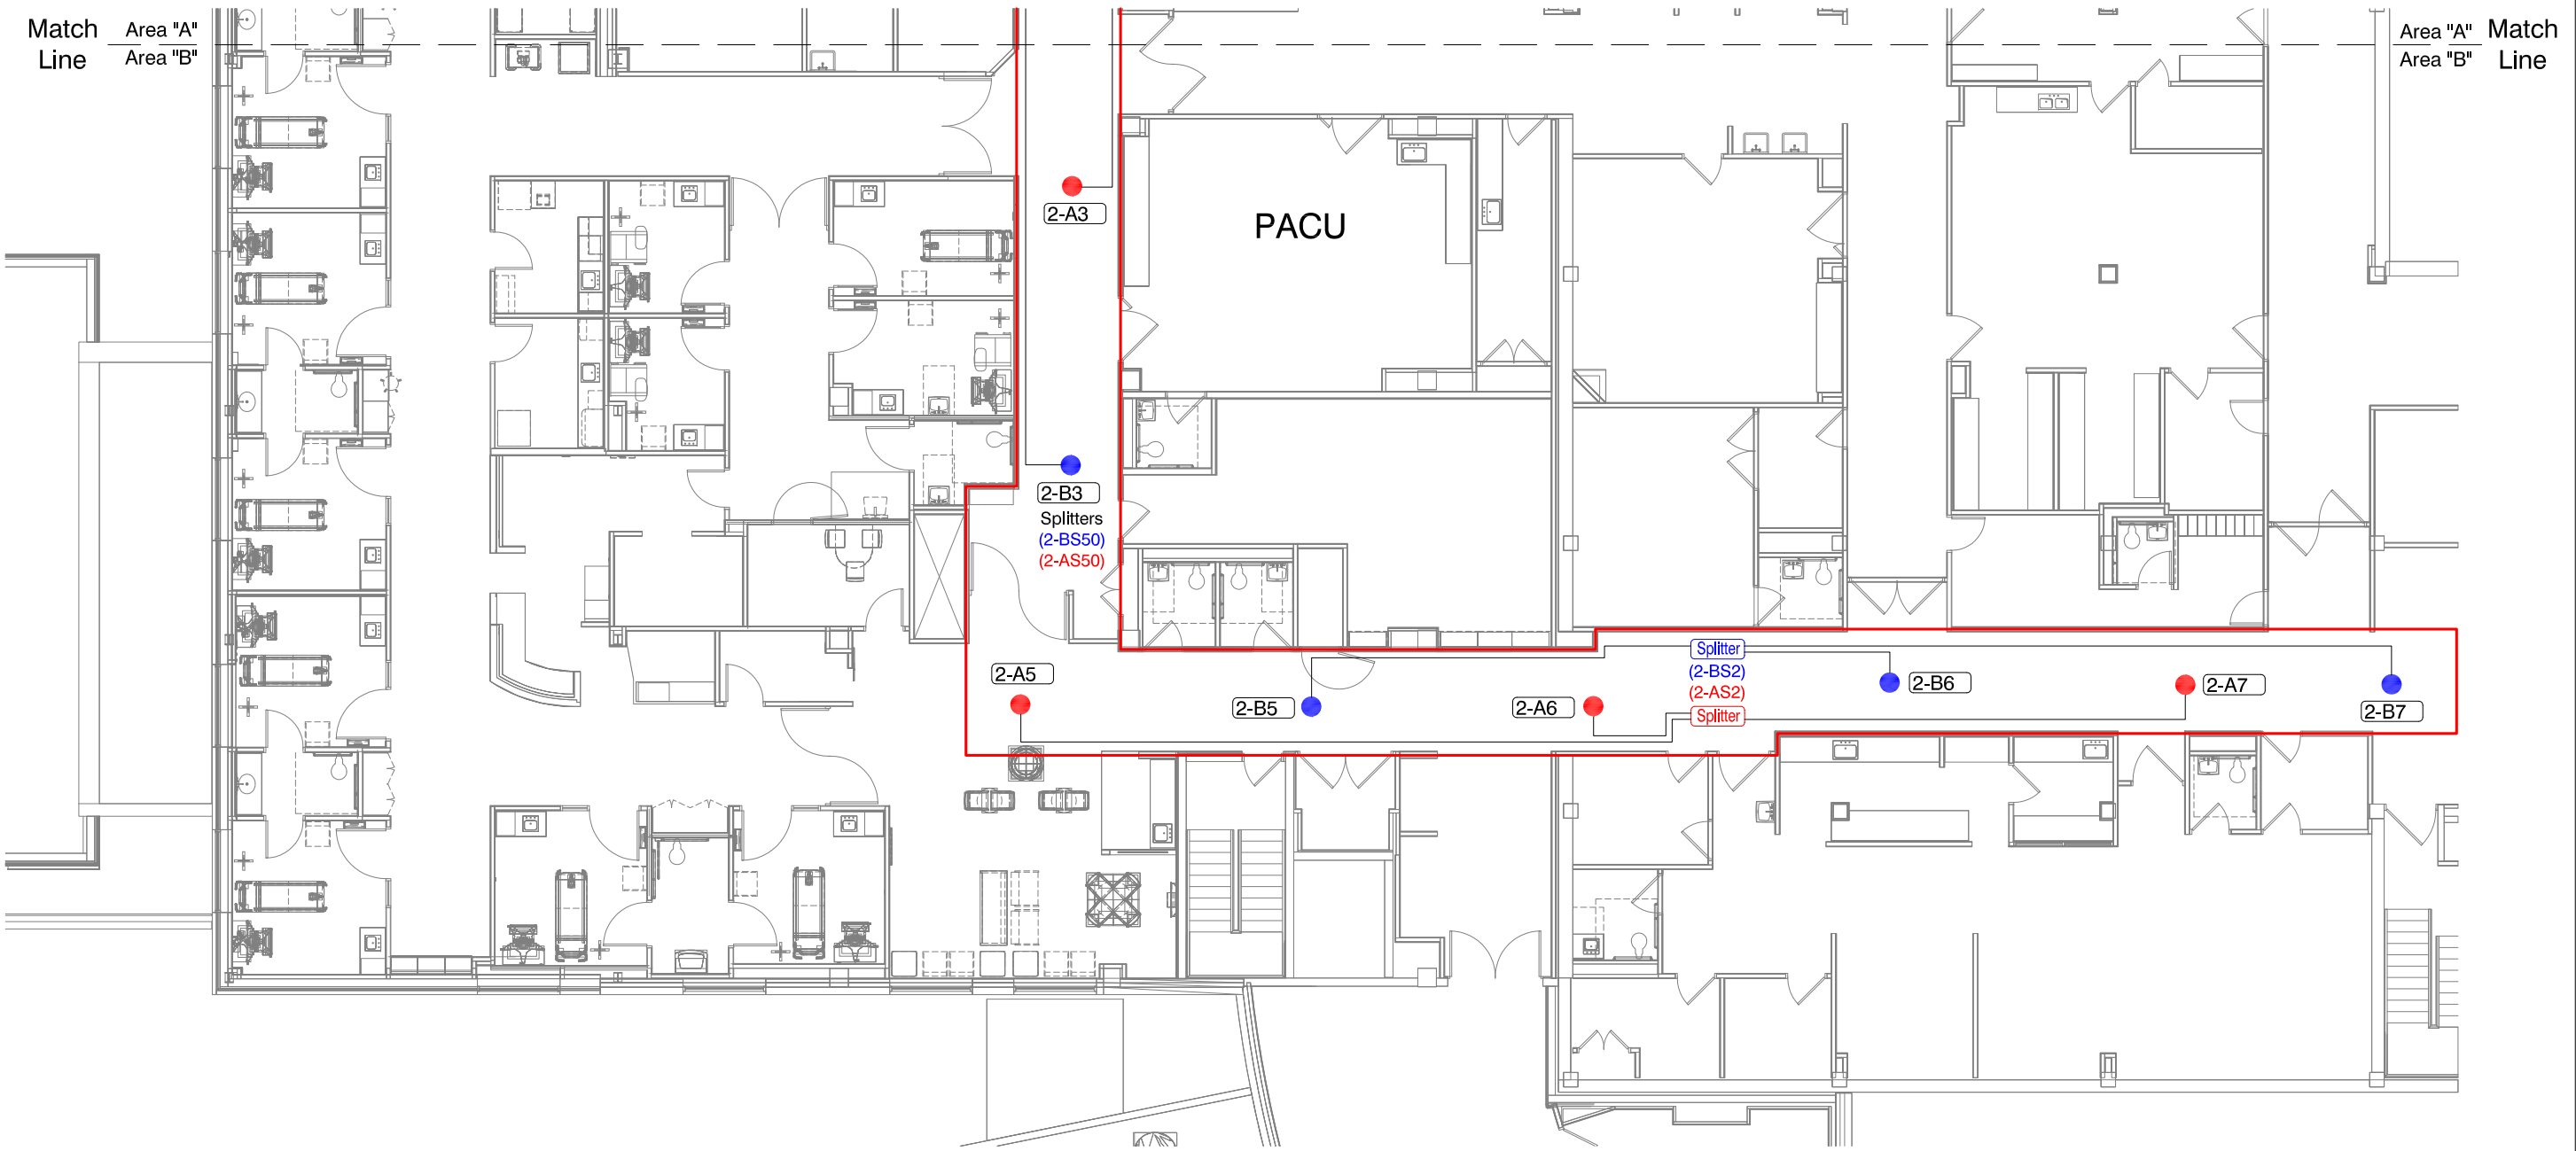 Match
Line
Area "A"
Area "B"
Area "A"
Area "B"
Match
Line
2-A3
PACU
2-B3
Splitters
(2-BS50)
(2-AS50)
2-A5
2-B5
2-A6
Splitter
(2-BS2)
(2-AS2)
Splitter
2-B6
2-A7
2-B7